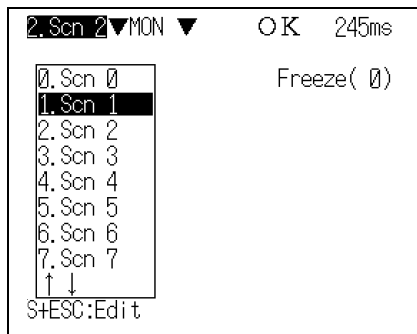 2.Scn 2▼MON ▼ OK 245ms
Freeze( 0)
0.Scn 0
1.Scn 1
2.Scn 2
3.Scn 3
4.Scn 4
5.Scn 5
6.Scn 6
7.Scn 7
↑ ↓
S+ESC:Edit